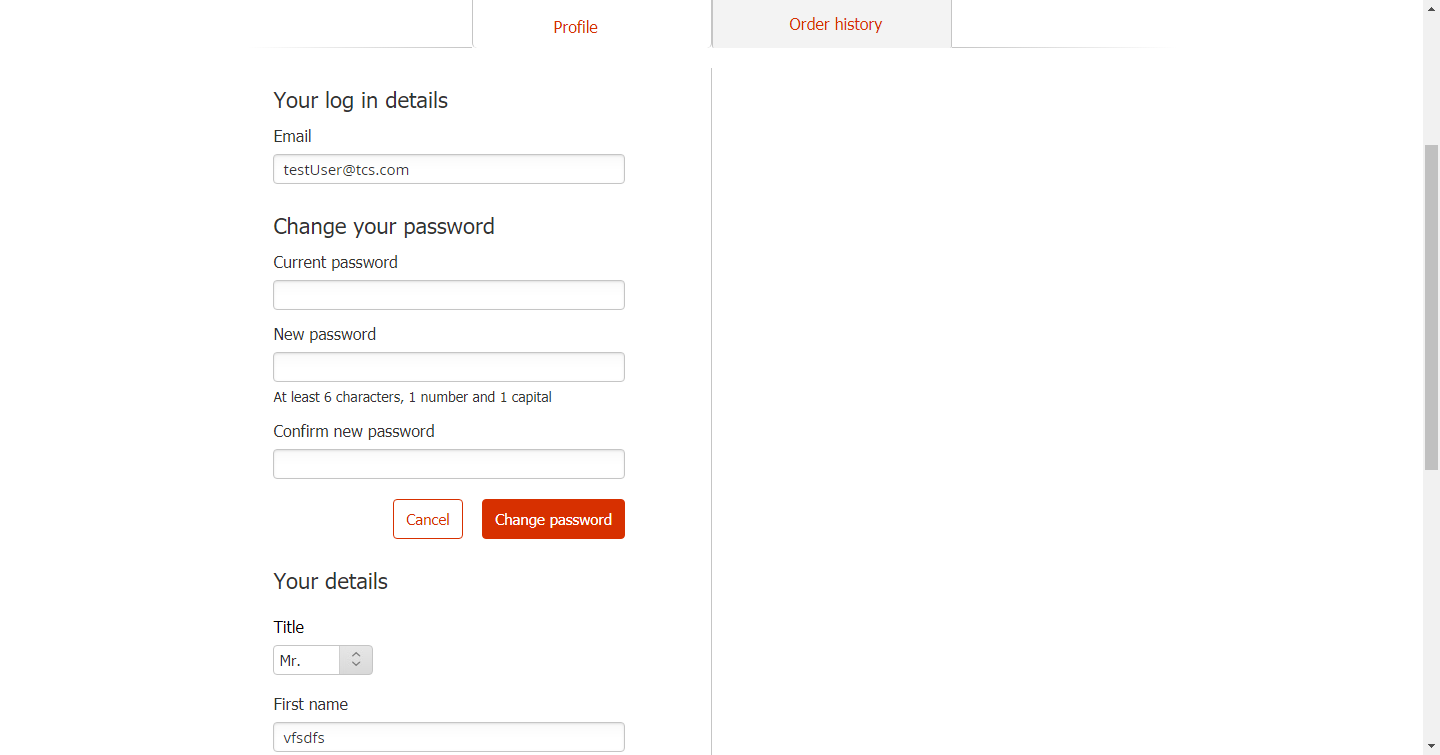 Profile
Order history
Your log in details
Email
testUser@tcs.com
Change your password
Current password
New password
At least 6 characters, 1 number and 1 capital
Confirm new password
Cancel
Change password
Your details
Title
Mr.
First name
vfsdfs